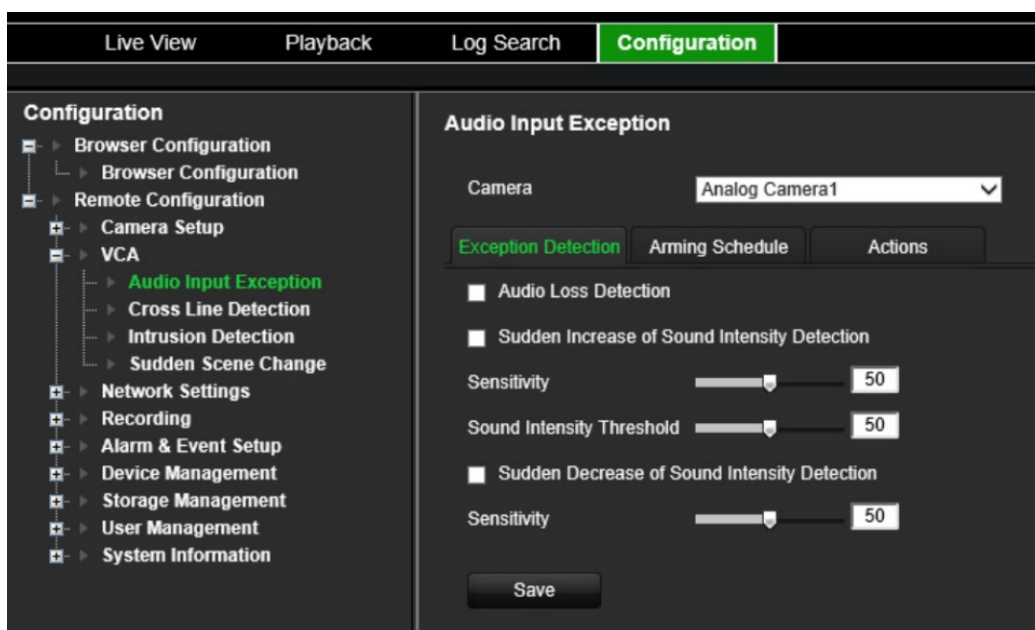 Live View Playback Log Search Configuration
Configuration
Browser Configuration
Browser Configuration
Remote Configuration
Camera Setup
VCA
Audio Input Exception
Cross Line Detection
Intrusion Detection
Sudden Scene Change
Network Settings
Recording
Alarm & Event Setup
Device Management
Storage Management
User Management
System Information
Audio Input Exception
Camera Analog Camera1
Exception Detection Arming Schedule Actions
Audio Loss Detection
Sudden Increase of Sound Intensity Detection
Sensitivity 50
Sound Intensity Threshold 50
Sudden Decrease of Sound Intensity Detection
Sensitivity 50
Save